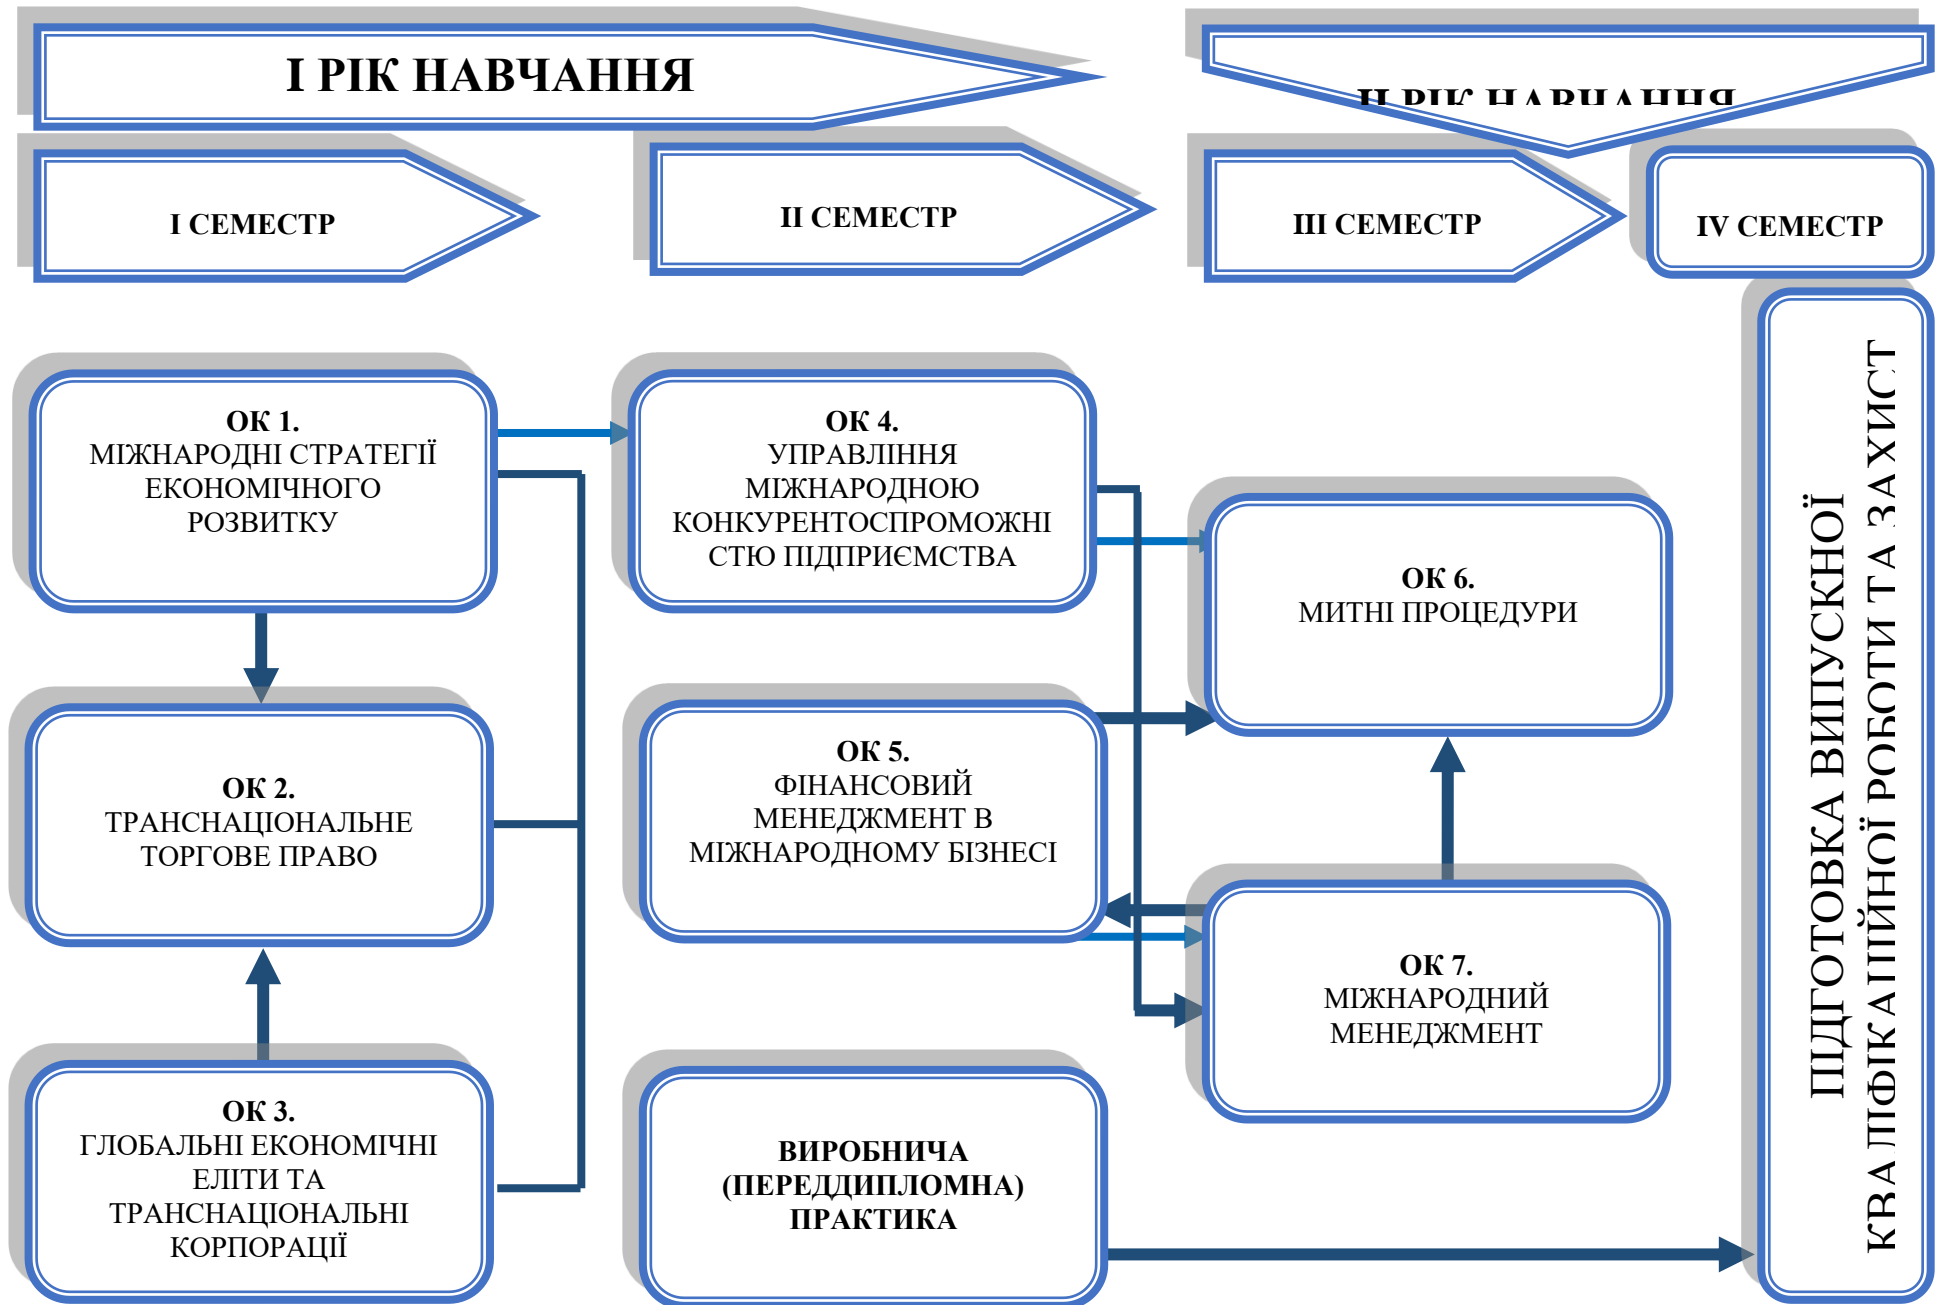 І РІК НАВЧАННЯ
ІІ РІК НАВЧАННЯ
І СЕМЕСТР
ІІ СЕМЕСТР
ІІІ СЕМЕСТР
IV СЕМЕСТР
ОК 1.
МІЖНАРОДНІ СТРАТЕГІЇ
ЕКОНОМІЧНОГО
РОЗВИТКУ
ОК 2.
ТРАНСНАЦІОНАЛЬНЕ
ТОРГОВЕ ПРАВО
ОК 3.
ГЛОБАЛЬНІ ЕКОНОМІЧНІ
ЕЛІТИ ТА
ТРАНСНАЦІОНАЛЬНІ
КОРПОРАЦІЇ
ОК 4.
УПРАВЛІННЯ
МІЖНАРОДНОЮ
КОНКУРЕНТОСПРОМОЖНІ
СТЮ ПІДПРИЄМСТВА
ОК 5.
ФІНАНСОВИЙ
МЕНЕДЖМЕНТ В
МІЖНАРОДНОМУ БІЗНЕСІ
ВИРОБНИЧА
(ПЕРЕДДИПЛОМНА)
ПРАКТИКА
ОК 6.
МИТНІ ПРОЦЕДУРИ
ОК 7.
МІЖНАРОДНИЙ
МЕНЕДЖМЕНТ
ПІДГОТОВКА ВИПУСКНОЇ
КВАЛІФІКАЦІЙНОЇ РОБОТИ ТА ЗАХИСТ